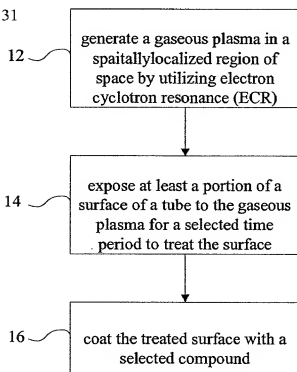 31
12
generate a gaseous plasma in a
spaitallylocalized region of
space by utilizing electron
cyclotron resonance (ECR)
14
expose at least a portion of a
surface of a tube to the gaseous
plasma for a selected time
period to treat the surface
16
coat the treated surface with a
selected compound